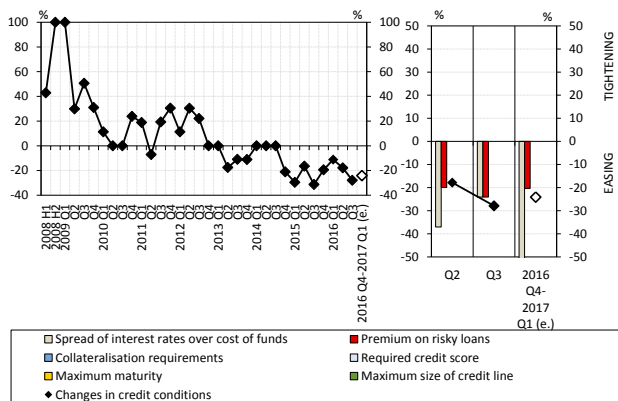 % % % %
100 100 50 50
80 80 40 40
60 60 30 30
40 40 20 20
20 20 10 10
0 0 0 0
-20 -20 -10 -10
-40 -40 -20 -20
-30 -30
-40 -40
-50 -50
TIGHTENING
EASING
2008 H1
2008 H2
2009 Q1
Q2
Q3
Q4
2010 Q1
Q2
Q3
Q4
2011 Q1
Q2
Q3
Q4
2012 Q1
Q2
Q3
Q4
2013 Q1
Q2
Q3
Q4
2014 Q1
Q2
Q3
Q4
2015 Q1
Q2
Q3
Q4
2016 Q1
Q2
Q3
2016 Q4-2017 Q1 (e.)
Q2 Q3 2016
Q4-
2017
Q1 (e.)
Spread of interest rates over cost of funds Premium on risky loans
Collateralisation requirements Required credit score
Maximum maturity Maximum size of credit line
Changes in credit conditions